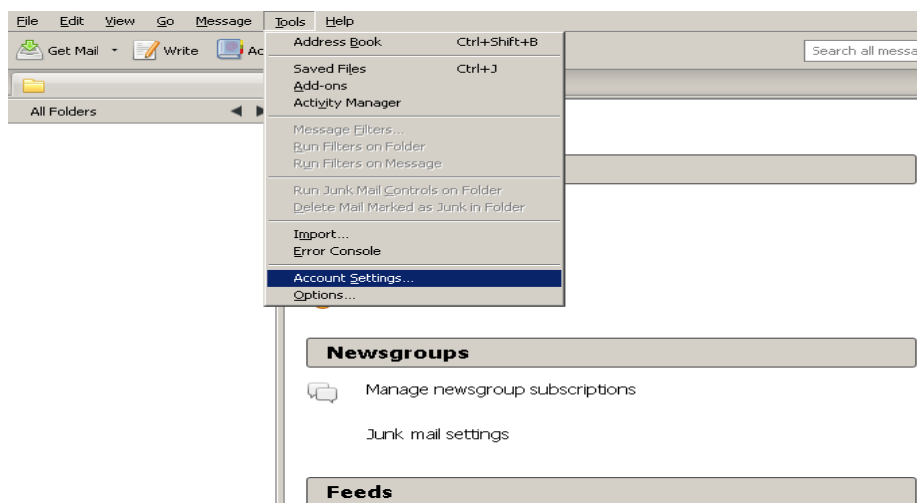 File Edit View Go Message Tools Help
Get Mail Write Ac
Search all messa
All Folders
Address Book Ctrl+Shift+B
Saved Files Ctrl+J
Add-ons
Activity Manager
Message Filters...
Run Filters on Folder
Run Filters on Message
Run Junk Mail Controls on Folder
Delete Mail Marked as Junk in Folder
Import...
Error Console
Account Settings...
Options...
Newsgroups
Manage newsgroup subscriptions
Junk mail settings
Feeds